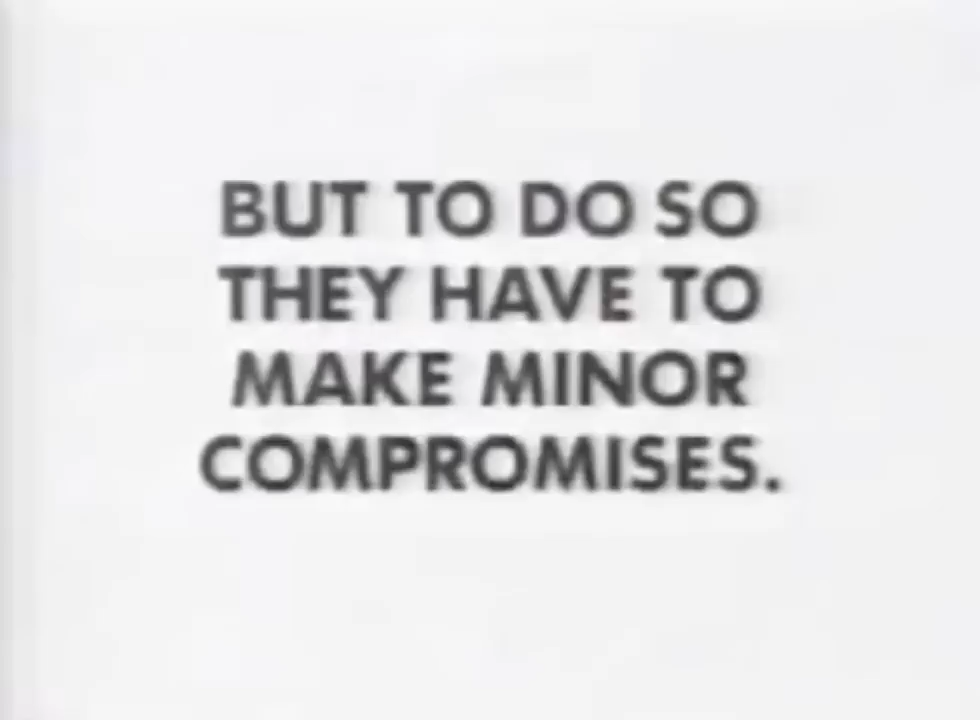 BUT TO DO SO
THEY HAVE TO
MAKE MINOR
COMPROMISES.